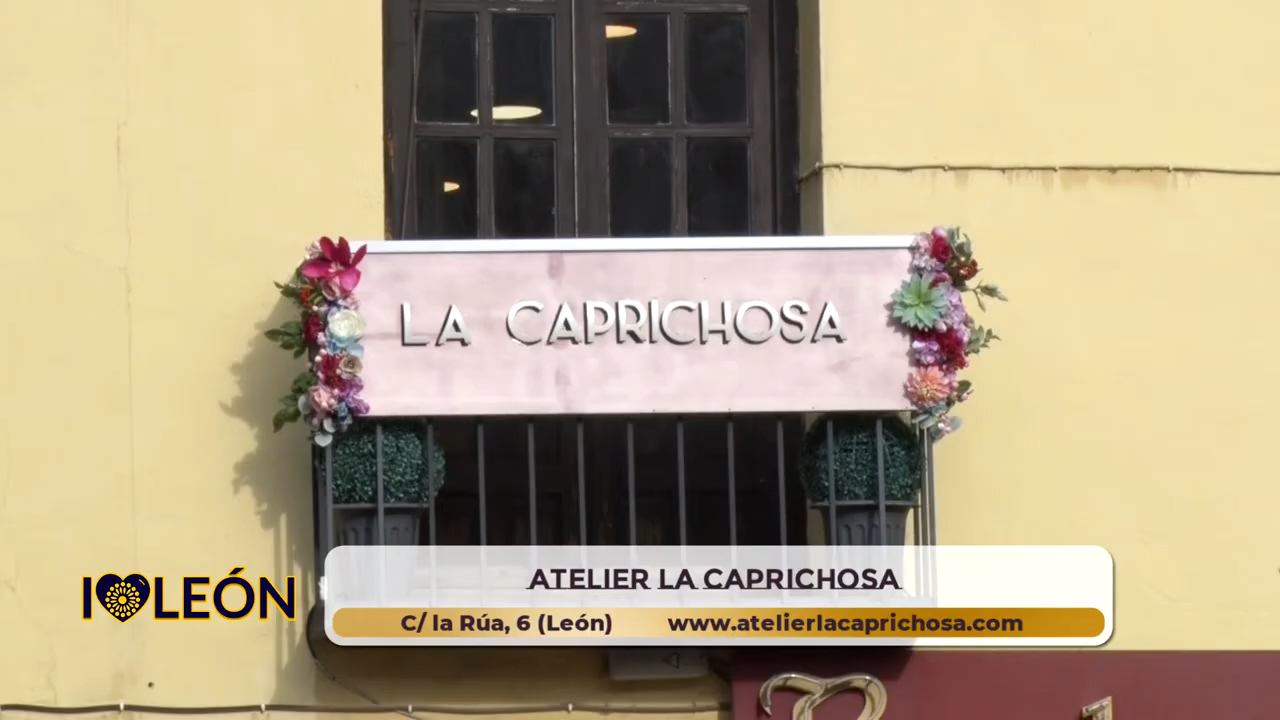 LA CAPRICHOSA
I LEÓN
ATELIER LA CAPRICHOSA
C/ la Rúa, 6 (León) www.atelierlacaprichosa.com